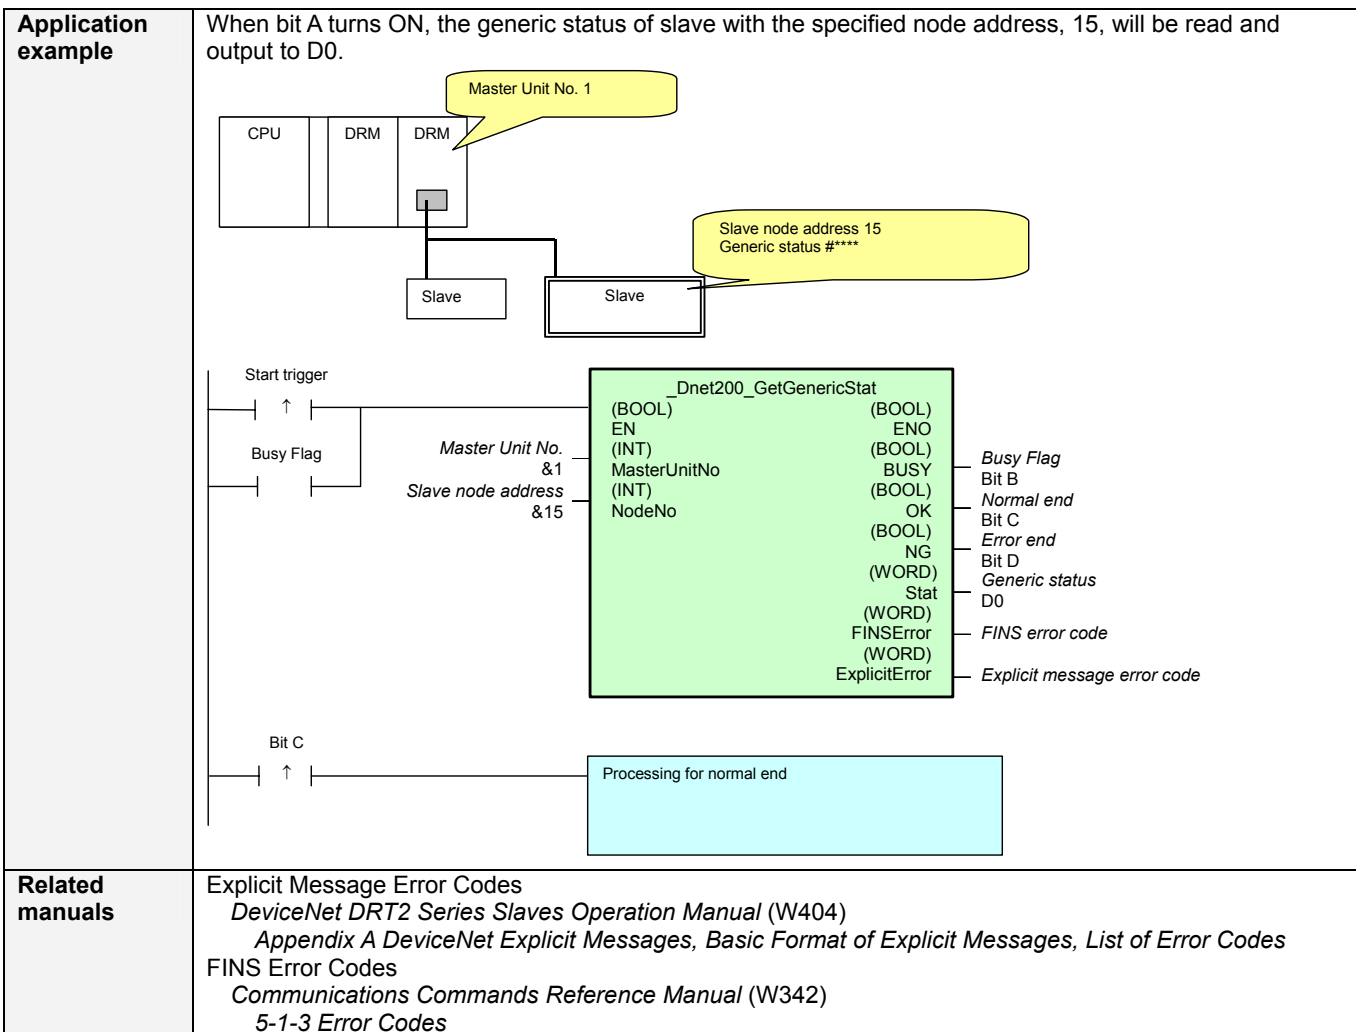 Application example
When bit A turns ON, the generic status of slave with the specified node address, 15, will be read and
output to D0.
Master Unit No. 1
CPU
DRM
DRM
Slave node address 15
Generic status #****
Slave
Slave
Start trigger
↑
Busy Flag
Master Unit No.
&1
Slave node address
&15
_Dnet200_GetGenericStat
(BOOL) (BOOL)
EN ENO
(INT) (BOOL)
MasterUnitNo BUSY
(INT) (BOOL)
NodeNo OK
(BOOL)
NG
(WORD)
Stat
(WORD)
FINSError
(WORD)
ExplicitError
Busy Flag
Bit B
Normal end
Bit C
Error end
Bit D
Generic status
D0
FINS error code
Explicit message error code
Bit C
↑
Processing for normal end
Related manuals
Explicit Message Error Codes
DeviceNet DRT2 Series Slaves Operation Manual (W404)
Appendix A DeviceNet Explicit Messages, Basic Format of Explicit Messages, List of Error Codes
FINS Error Codes
Communications Commands Reference Manual (W342)
5-1-3 Error Codes